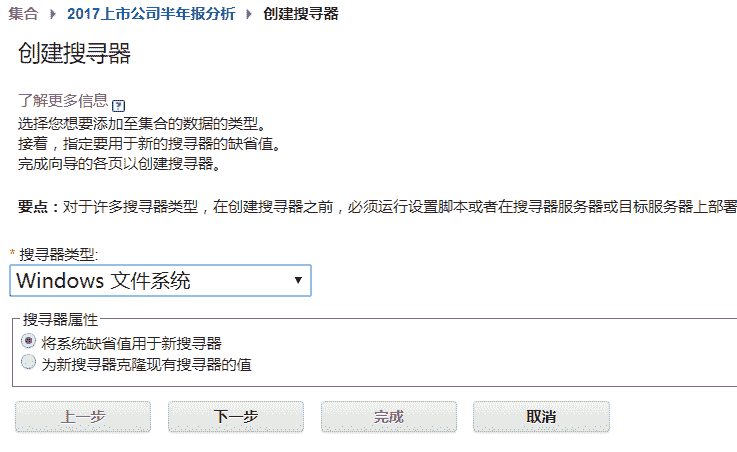 集合 2017上市公司半年报分析 创建搜寻器
创建搜寻器
了解更多信息 ?
选择您想要添加至集合的数据的类型。
接着，指定要用于新的搜寻器的缺省值。
完成向导的各页以创建搜寻器。
要点：对于许多搜寻器类型，在创建搜寻器之前，必须运行设置脚本或者在搜寻器服务器或目标服务器上部署
* 搜寻器类型:
Windows 文件系统
搜寻器属性
将系统缺省值用于新搜寻器
为新搜寻器克隆现有搜寻器的值
上一步 下一步 完成 取消